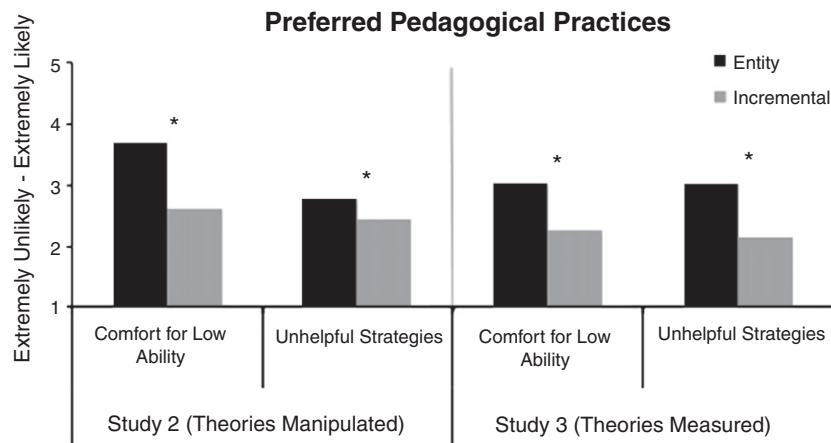 Preferred Pedagogical Practices
Extremely Unlikely - Extremely Likely
5
4
3
2
1
Entity
Incremental
*
*
*
*
Comfort for Low
Ability
Unhelpful Strategies
Comfort for Low
Ability
Unhelpful Strategies
Study 2 (Theories Manipulated)
Study 3 (Theories Measured)